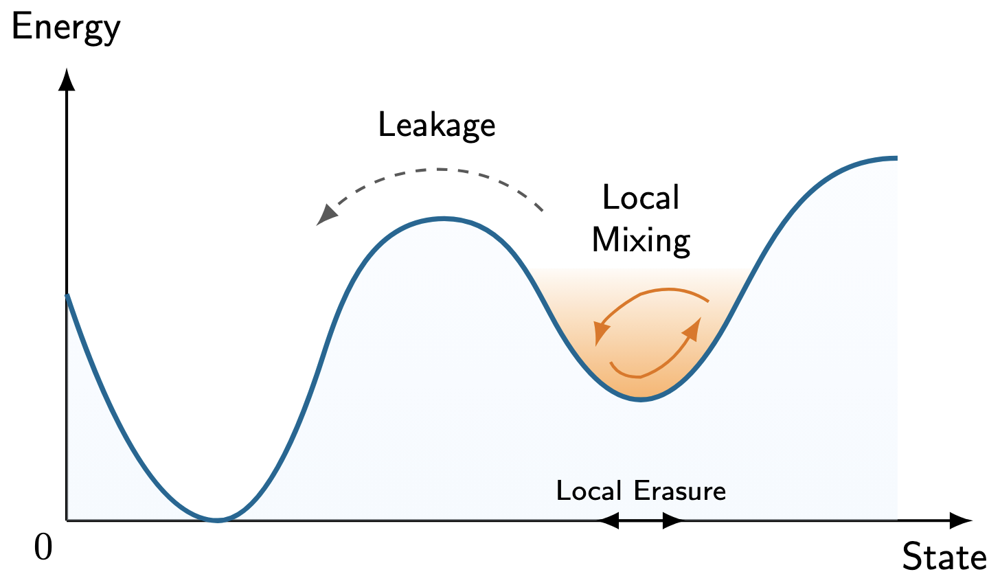 Energy
Leakage
Local
Mixing
Local Erasure
0
State